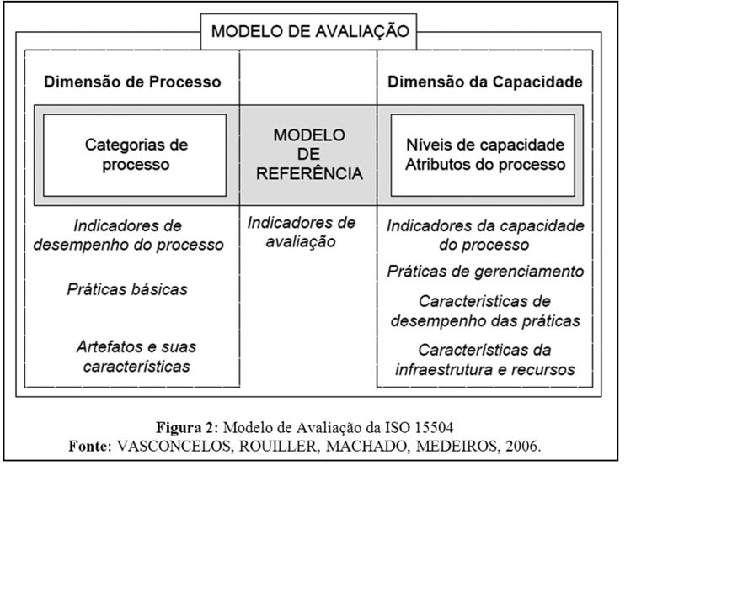 MODELO DE AVALIAÇÃO
Dimensão de Processo
Dimensão da Capacidade
Categorias de
processo
MODELO
DE
REFERÊNCIA
Níveis de capacidade
Atributos do processo
Indicadores de
desempenho do processo
Práticas básicas
Artefatos e suas
características
Indicadores de
avaliação
Indicadores da capacidade
do processo
Práticas de gerenciamento
Caracteristicas de
desempenho das práticas
Características da
infraestrutura e recursos
Figura 2: Modelo de Avaliação da ISO 15504
Fonte: VASCONCELOS, ROUILLER, MACHADO, MEDEIROS, 2006.